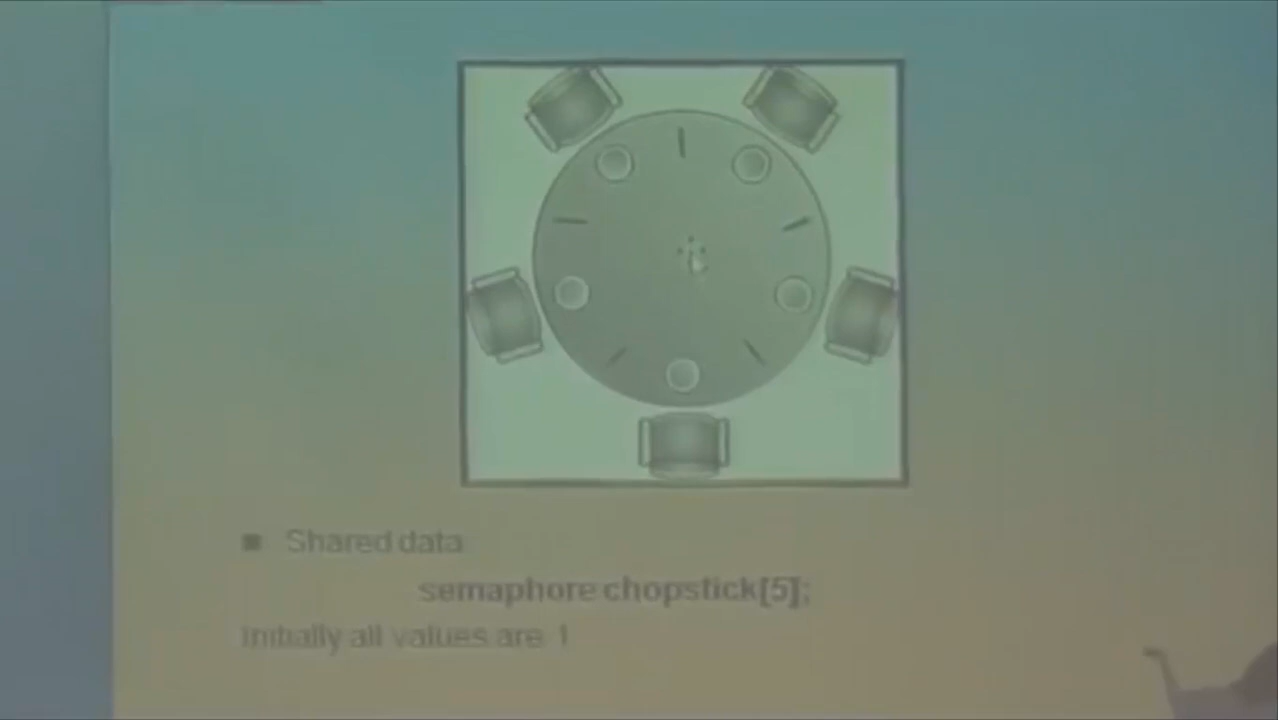 Shared data
semaphore chopstick[5];
Initially all values are 1